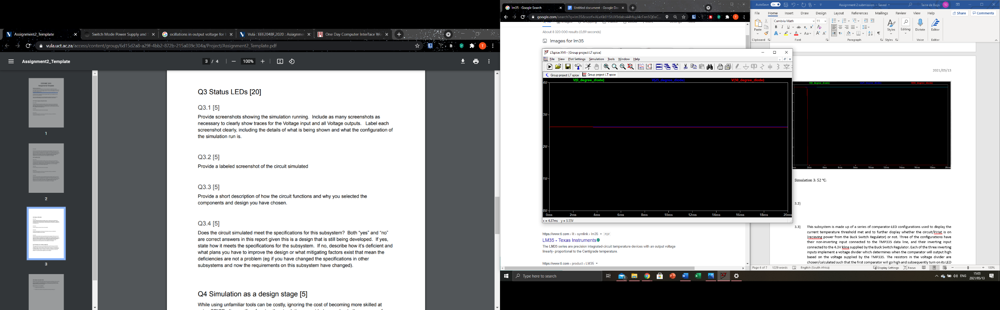 Assignment2_Template
Switch Mode Power Supply and
ocillations in output voltage for
Vula : EEE2048F,2020 : Assignme
One Day Computer Interface Wo
vula.uct.ac.za/access/content/group/6d15d2a8-a29f-4bb2-872b-215a039c304a/Project/Assignment2_Template.pdf
T
Assignment2_Template
3 / 4
100%
1
2
3
Q3 Status LEDs [20]
Q3.1 [5]
Provide screenshots showing the simulation running. Include as many screenshots as
necessary to clearly show traces for the Voltage input and all Voltage outputs. Label each
screenshot clearly, including the details of what is being shown and what the configuration of
the simulation run is.
Q3.2 [5]
Provide a labeled screenshot of the circuit simulated
Q3.3 [5]
Provide a short description of how the circuit functions and why you selected the
components and design you have chosen.
Q3.4 [5]
Does the circuit simulated meet the specifications for this subsystem? Both “yes” and “no”
are correct answers in this report given this is a design that is still being developed. If yes,
state how it meets the specifications for the subsystem. If no, describe how it's deficient and
what plans you have to improve the design or what mitigating factors exist that mean the
deficiencies are not a problem (eg if you have changed the specifications in other
subsystems and now the requirements on this subsystem have changed).
Q4 Simulation as a design stage [5]
While using unfamiliar tools can be costly, ignoring the cost of becoming more skilled at
lm35 - Google Search
Untitled document - Google Doc
google.com/search?q=lm35&sxsrf=
T
About 8 320 000 results (0,59 seconds)
Images for lm35
LTspice XVII - [Group project LT spice]
File View Plot Settings Simulation Tools Window Help
Group project LT spice
Group project LT spice
V(0_degree_diode)
V(25_degree_diode)
V(50_degree_diode)
4V
3V
2V
1V
0V
0ms 2ms 4ms 6ms 8ms 10ms 12ms 14ms 16ms 18ms 20ms
x = 4.37ms y = 3.55V
https://www.ti.com › lit › symlink › lm35
PDF
LM35 - Texas Instruments
The LM35 series are precision integrated-circuit temperature devices with an output voltage
linearly- proportional to the Centigrade temperature.
https://www.ti.com › product › LM35
AutoSave On
Assignment 2 submission - Saved
Taine de Buys
TD
File Home Insert Draw Design Layout References Mailings Review View Help
Share
Comments
Cambria Math
11
Paste
Styles
Editing
Dictate
Editor
Clipboard
Font
Paragraph
Styles
Voice
Editor
2021/05/13
V(0_degree_diode)
V(25_degree_diode)
V(50_degree_diode)
2ms 4ms 6ms 8ms 10ms 12ms 14ms 16ms 18ms 20ms
Simulation 3: 52 °C:
3.2)
3.3) This subsystem is made up of a series of comparator-LED configurations used to display the
current temperature threshold met and to further display whether the circuit/PiHat is on
(recieving power from the Buck Switch Regulator) or not. Three of the configurations have
their non-inverting input connected to the TMP335 data line, and their inverting input
connected to the 4.3V kline supplied by the Buck Switch Regulator. Each of the three inverting
inputs implement a voltage divider which determines when the comparator will output high
based on the voltage supplied by the TMP335. The resistors in the voltage divider are
chosen/calculated such that the first comparator will go high and subsequently turn on its LED
Page 6 of 7
1229 words
English (South Africa)
Display Settings
Focus
100%
Type here to search
1
ENG
15:03
2021/05/13